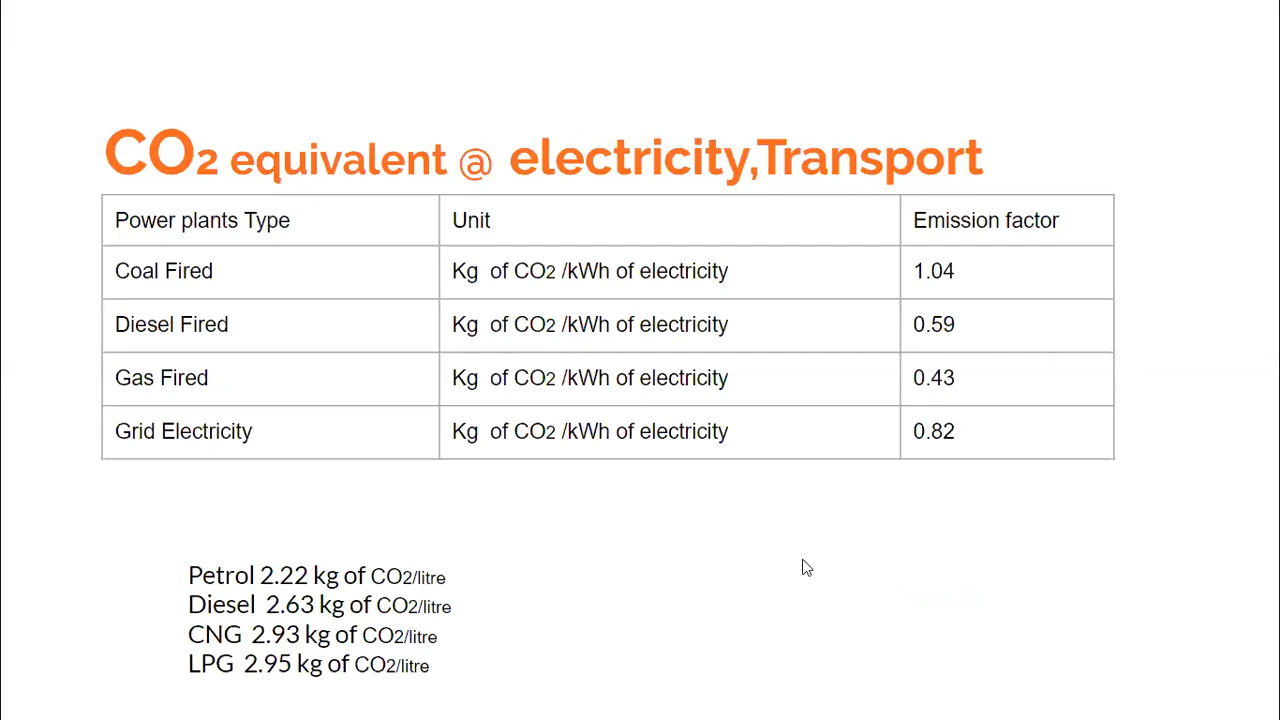 CO2 equivalent @ electricity,Transport
Power plants Type Unit Emission factor
Coal Fired Kg of CO2 /kWh of electricity 1.04
Diesel Fired Kg of CO2 /kWh of electricity 0.59
Gas Fired Kg of CO2 /kWh of electricity 0.43
Grid Electricity Kg of CO2 /kWh of electricity 0.82
Petrol 2.22 kg of CO2/litre
Diesel 2.63 kg of CO2/litre
CNG 2.93 kg of CO2/litre
LPG 2.95 kg of CO2/litre